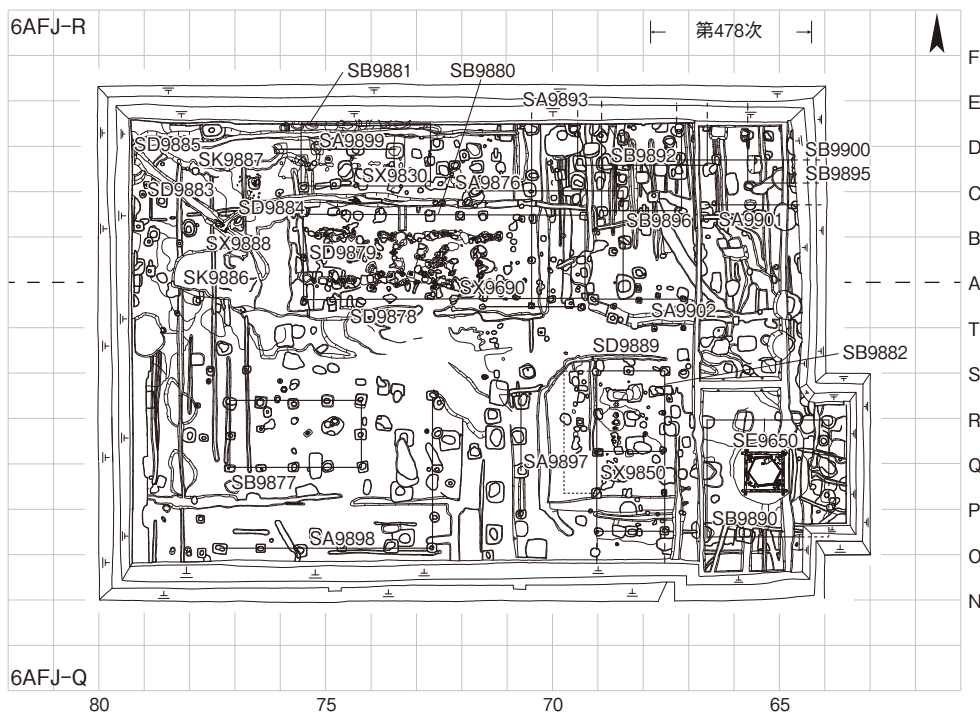 6AFJ-R
第478次
F
SB9881
SB9880
SA9893
E
SD9885
SA9899
SB9892
SB9900
D
SK9887
SX9830
SB9895
SD9883
SA9876
C
SD9884
SB9896
SA9901
SX9888
SD9879
B
SK9886
SX9690
A
SD9878
SA9902
T
SD9889
SB9882
S
R
SE9650
SA9897
SX9850
Q
SB9877
SB9890
P
SA9898
O
N
6AFJ-Q
80
75
70
65